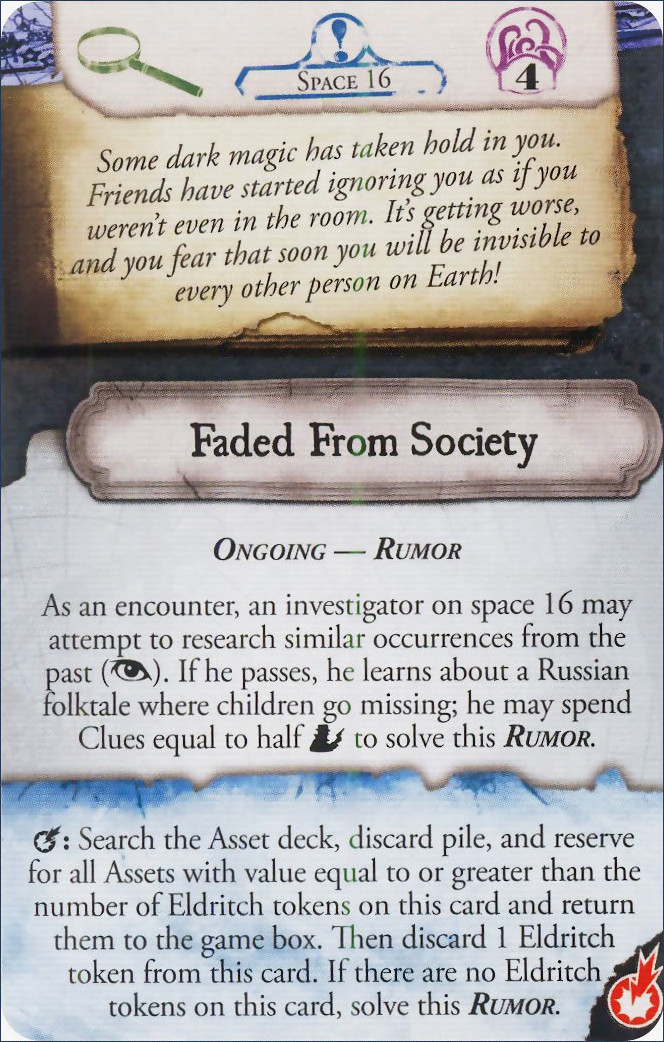 SPACE 16
4
Some dark magic has taken hold in you.
Friends have started ignoring you as if you
weren't even in the room. It's getting worse,
and you fear that soon you will be invisible to
every other person on Earth!
Faded From Society
ONGOING — RUMOR
As an encounter, an investigator on space 16 may
attempt to research similar occurrences from the
past ( ). If he passes, he learns about a Russian
folktale where children go missing; he may spend
Clues equal to half to solve this RUMOR.
: Search the Asset deck, discard pile, and reserve
for all Assets with value equal to or greater than the
number of Eldritch tokens on this card and return
them to the game box. Then discard 1 Eldritch
token from this card. If there are no Eldritch
tokens on this card, solve this RUMOR.